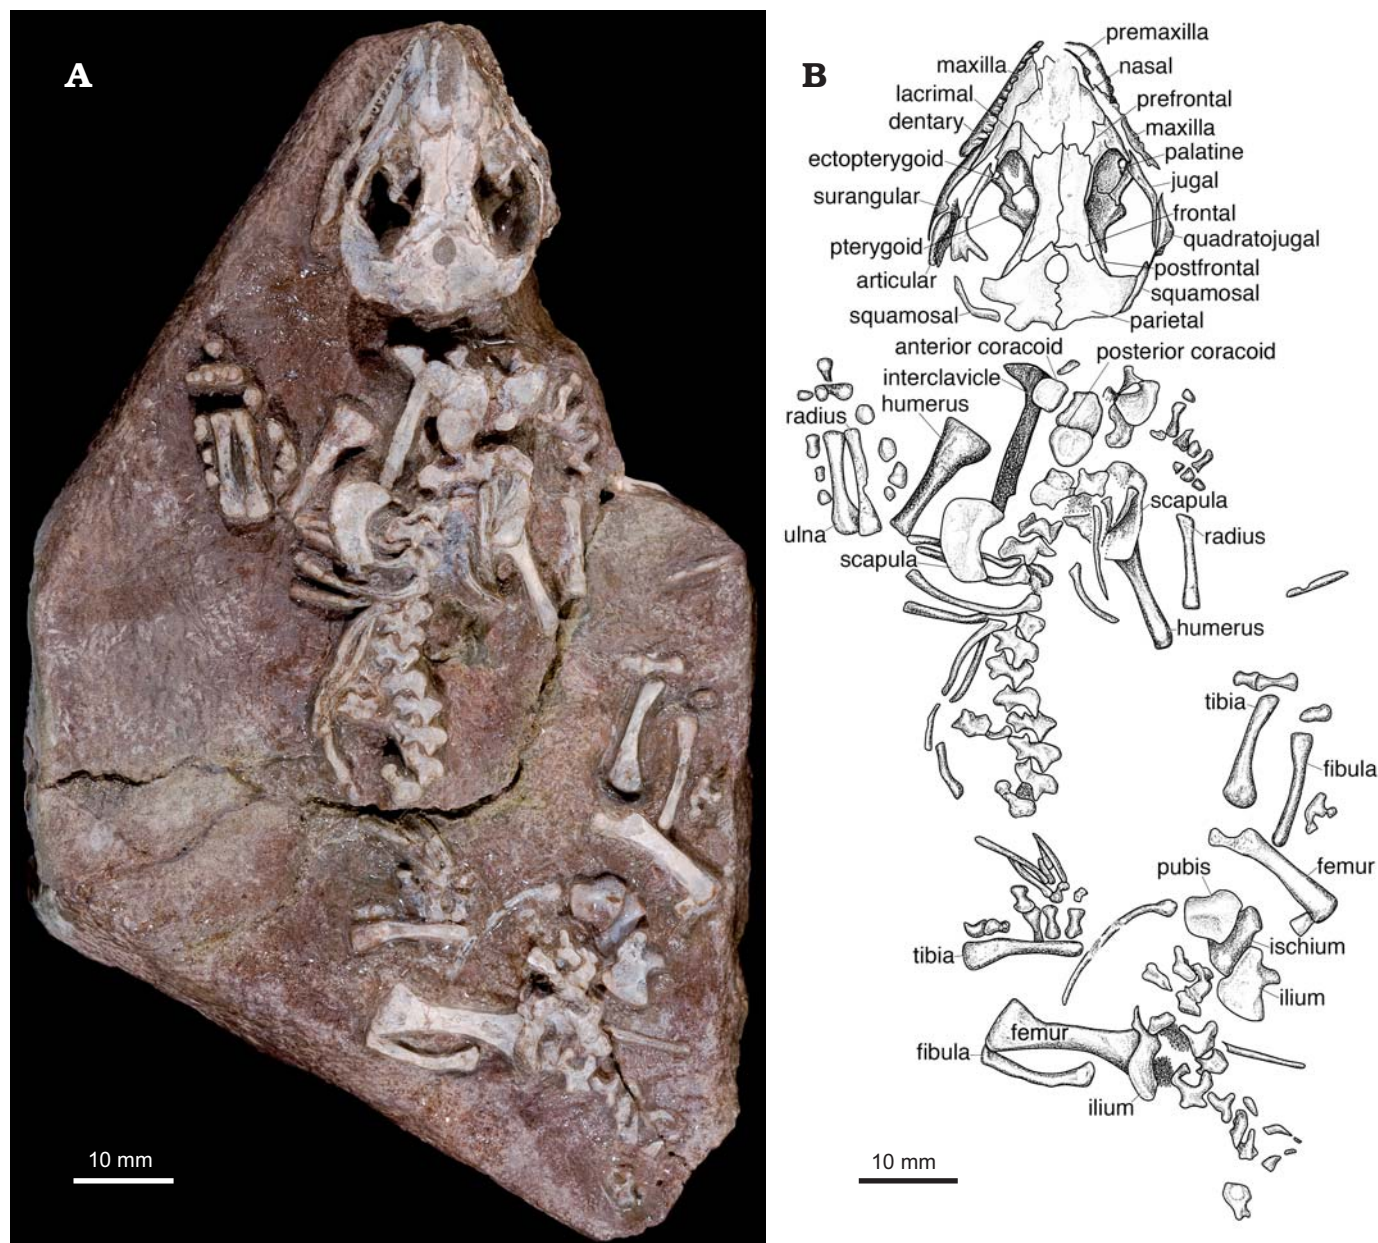 A
B
premaxilla
maxilla
nasal
lacrimal
prefrontal
dentary
maxilla
palatine
ectopterygoid
jugal
surangular
frontal
pterygoid
quadratojugal
articular
postfrontal
squamosal
squamosal
parietal
anterior coracoid
posterior coracoid
interclavicle
humerus
radius
scapula
ulna
radius
scapula
humerus
tibia
fibula
pubis
femur
tibia
ischium
ilium
femur
fibula
ilium
10 mm
10 mm